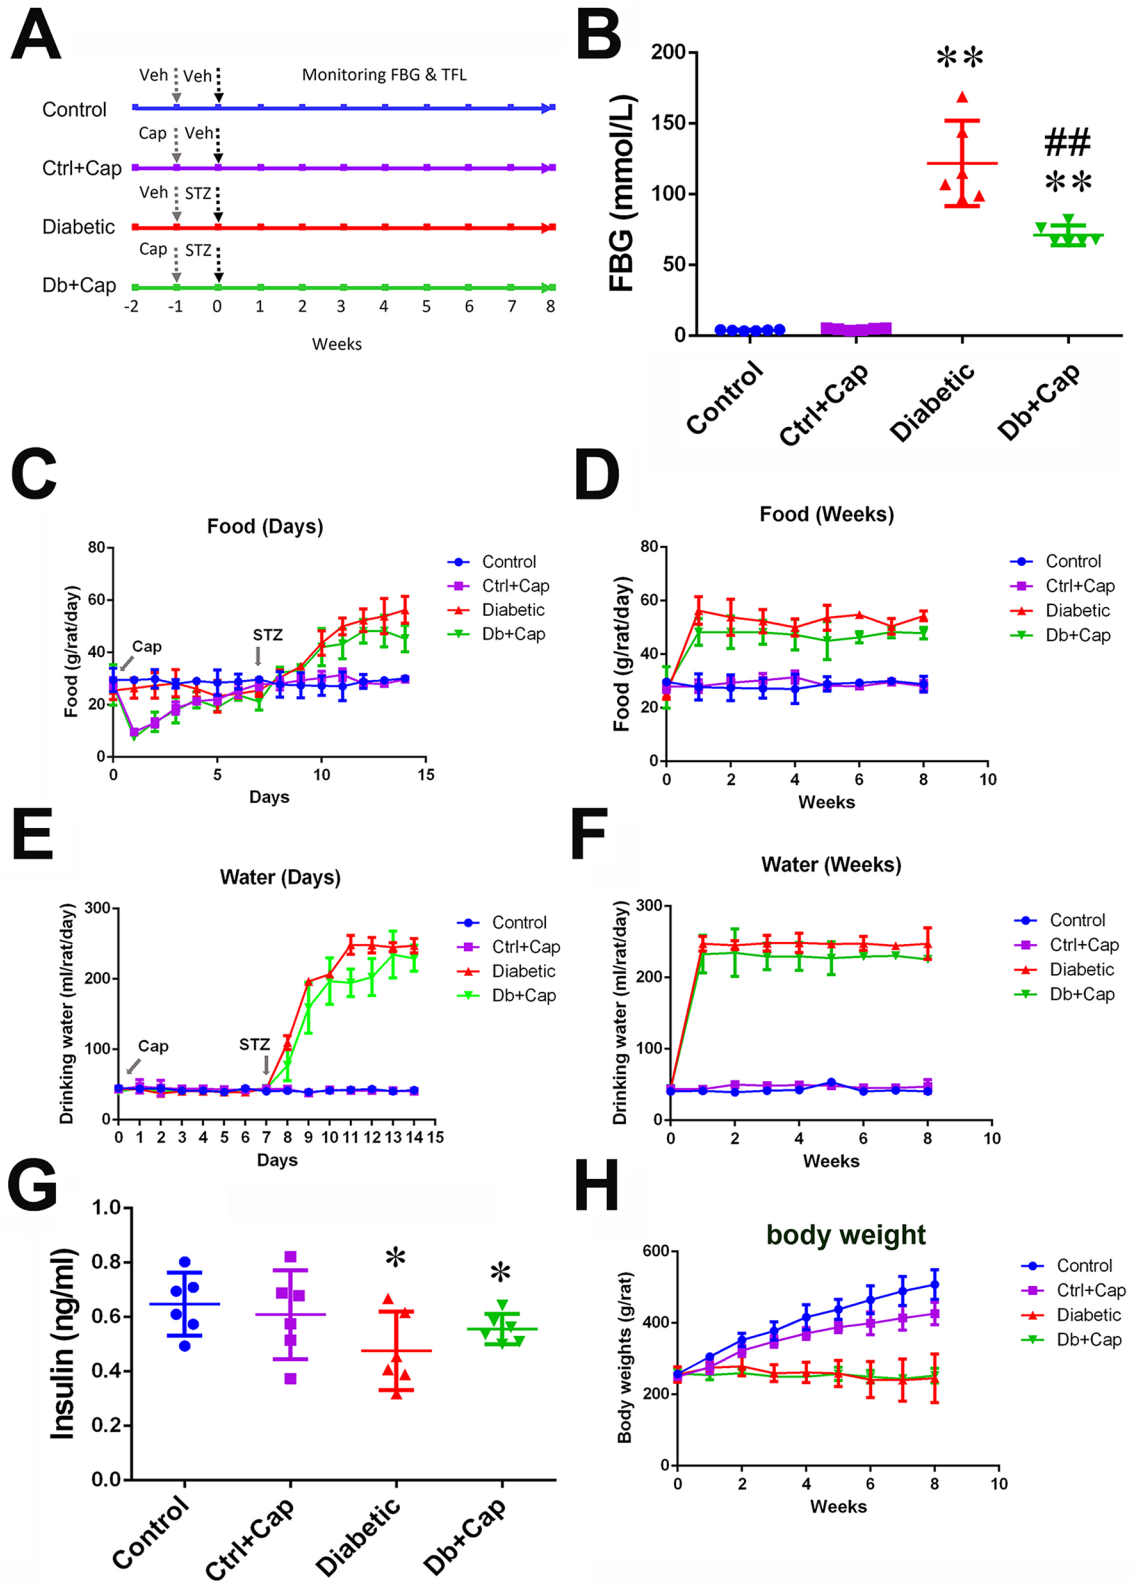 A
Veh Veh Monitoring FBG & TFL
Control
Cap Veh
Ctrl+Cap
Veh STZ
Diabetic
Cap STZ
Db+Cap
-2 -1 0 1 2 3 4 5 6 7 8
Weeks
B
FBG (mmol/L)
200
150
100
50
0
**
##
**
Control Ctrl+Cap Diabetic Db+Cap
C
Food (Days)
Food (g/rat/day)
80
60
40
20
0
Cap
STZ
0 5 10 15
Days
Control
Ctrl+Cap
Diabetic
Db+Cap
D
Food (Weeks)
Food (g/rat/day)
80
60
40
20
0
0 2 4 6 8 10
Weeks
Control
Ctrl+Cap
Diabetic
Db+Cap
E
Water (Days)
Drinking water (ml/rat/day)
300
200
100
0
Cap
STZ
0 1 2 3 4 5 6 7 8 9 10 11 12 13 14 15
Days
Control
Ctrl+Cap
Diabetic
Db+Cap
F
Water (Weeks)
Drinking water (ml/rat/day)
300
200
100
0
0 2 4 6 8 10
Weeks
Control
Ctrl+Cap
Diabetic
Db+Cap
G
Insulin (ng/ml)
1.0
0.8
0.6
0.4
0.2
0.0
*
*
Control Ctrl+Cap Diabetic Db+Cap
H
body weight
Body weights (g/rat)
600
400
200
0
0 2 4 6 8 10
Weeks
Control
Ctrl+Cap
Diabetic
Db+Cap